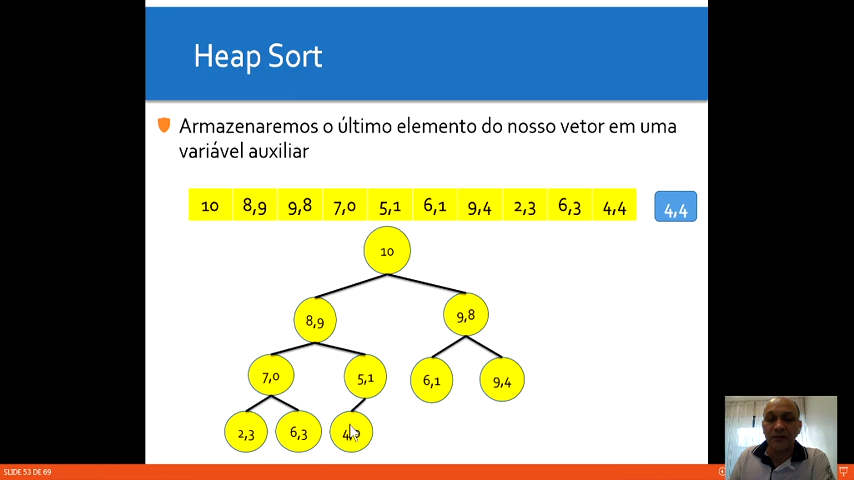 Heap Sort
Armazenaremos o último elemento do nosso vetor em uma
variável auxiliar
10 8,9 9,8 7,0 5,1 6,1 9,4 2,3 6,3 4,4 4,4
10
8,9 9,8
7,0 5,1 6,1 9,4
2,3 6,3
SLIDE 53 DE 69